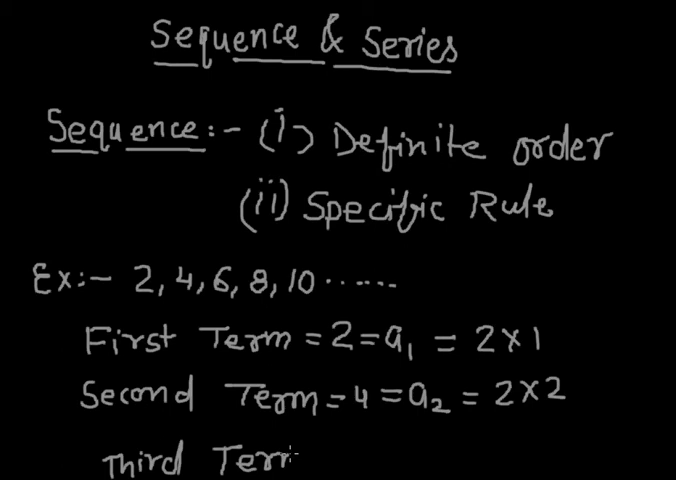 Sequence & Series
Sequence:- (i) Definite order
(ii) Specific Rule
Ex:- 2, 4, 6, 8, 10 .......
First Term = 2 = a₁ = 2×1
Second Term = 4 = a₂ = 2×2
Third Terr